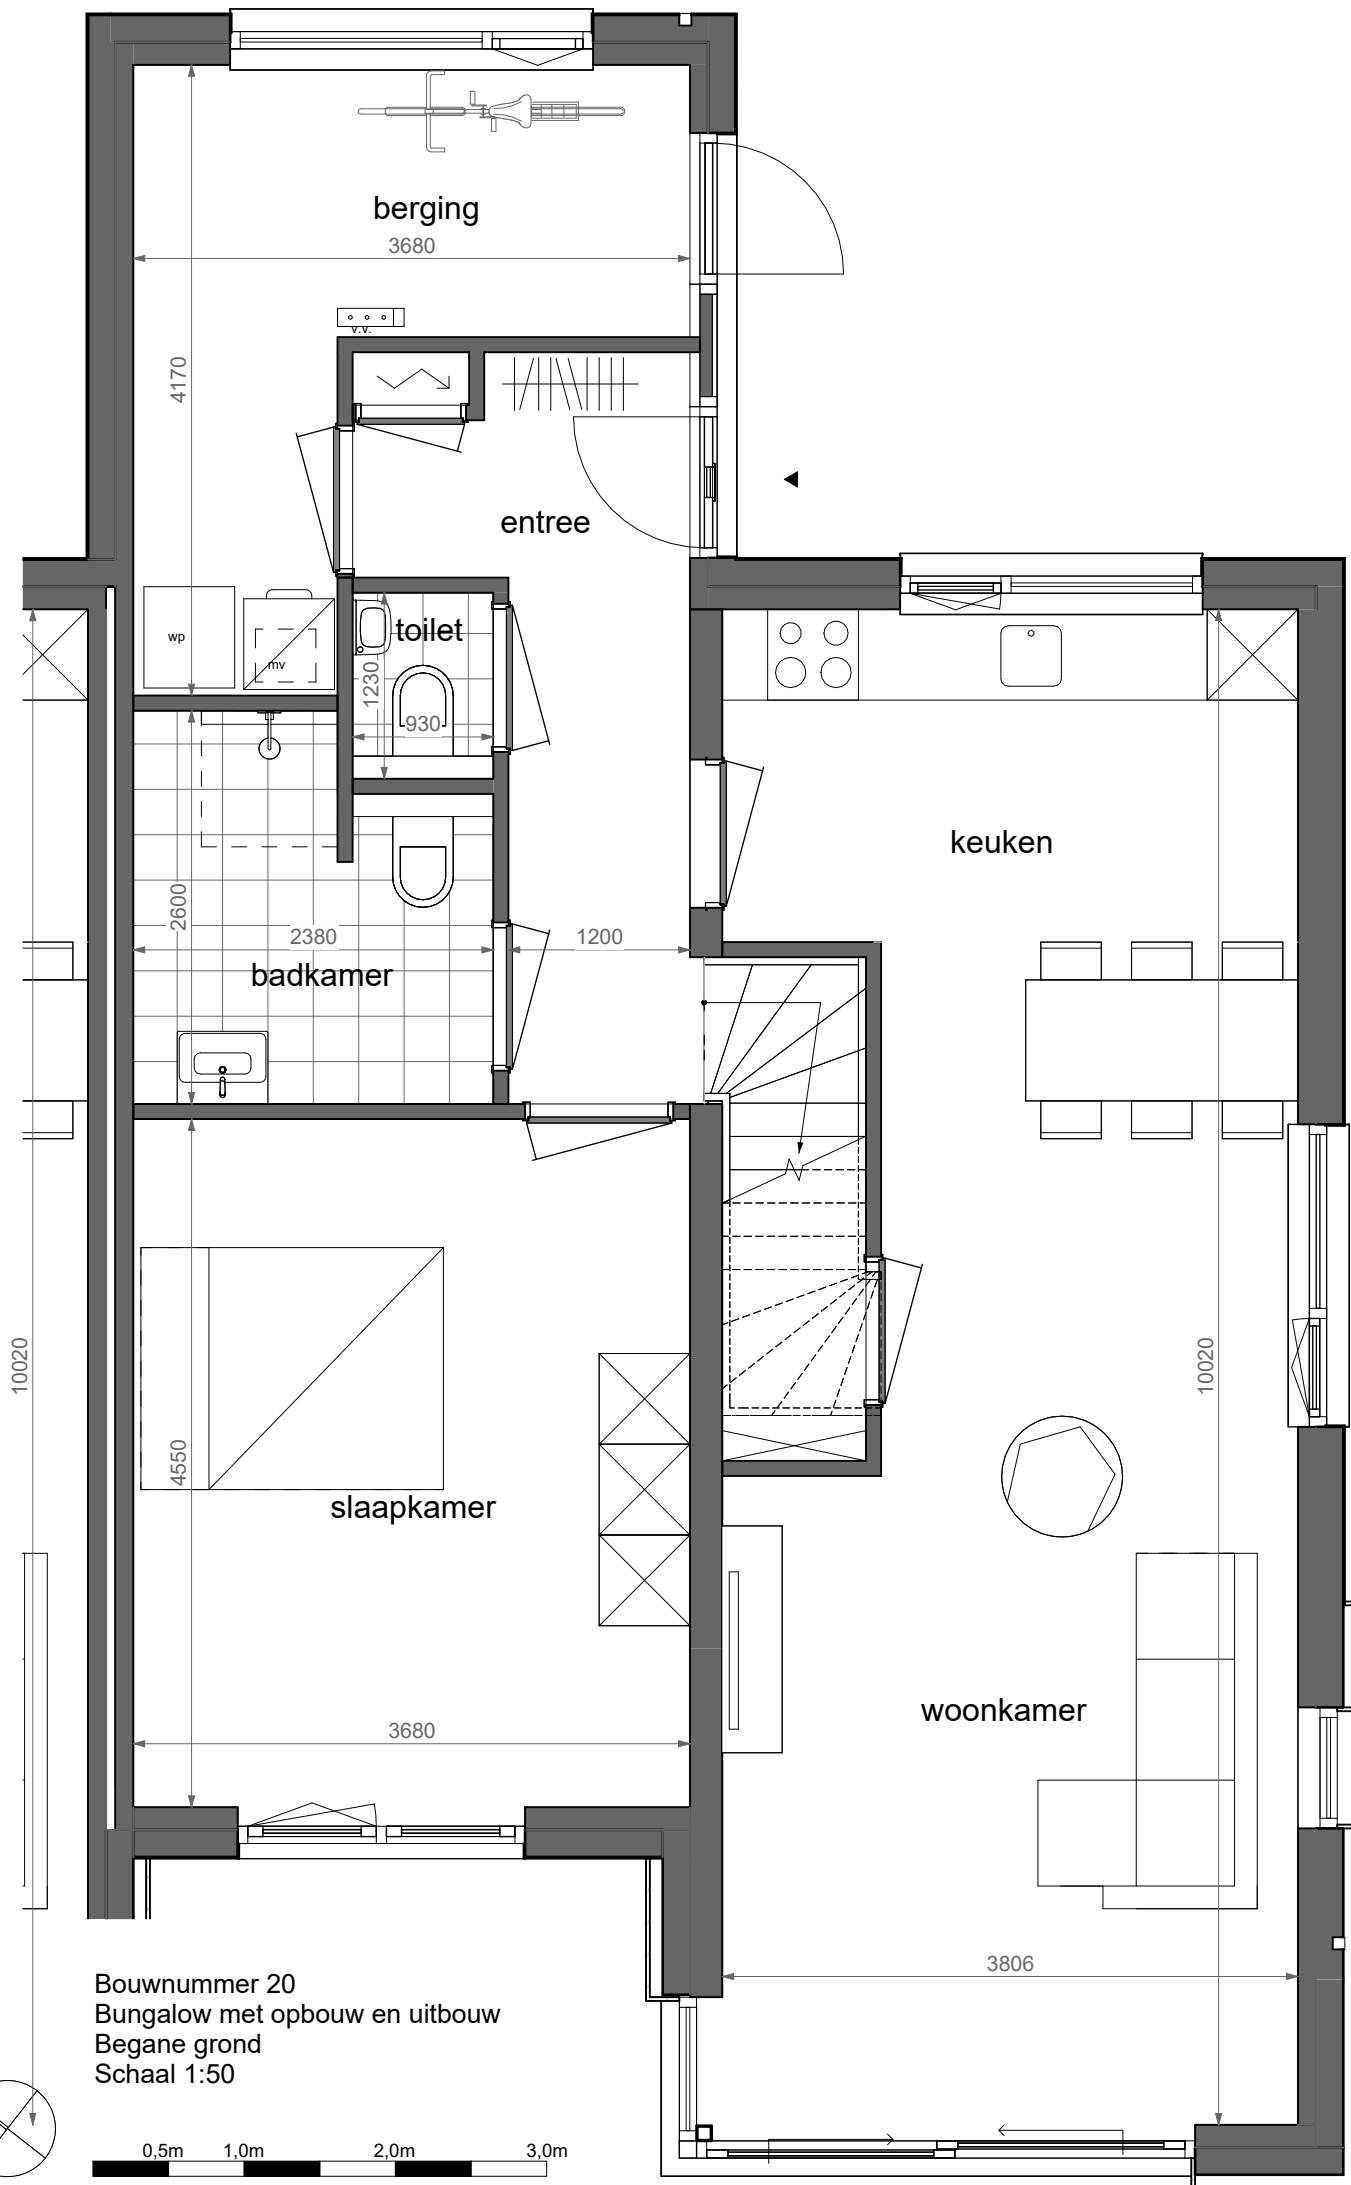 berging
3680
v.v.
4170
entree
wp
mv
toilet
1230
930
keuken
2600
2380
1200
badkamer
10020
10020
4550
slaapkamer
woonkamer
3680
3806
Bouwnummer 20
Bungalow met opbouw en uitbouw
Begane grond
Schaal 1:50
0,5m 1,0m 2,0m 3,0m